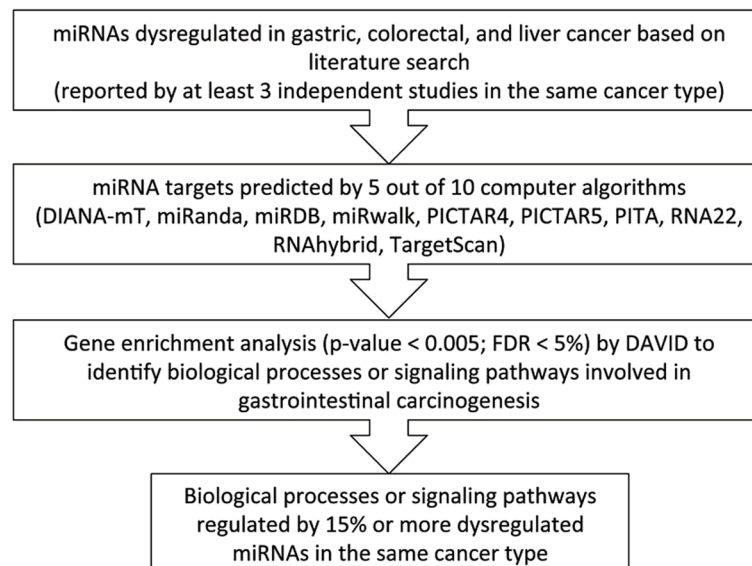 miRNAs dysregulated in gastric, colorectal, and liver cancer based on
literature search
(reported by at least 3 independent studies in the same cancer type)
miRNA targets predicted by 5 out of 10 computer algorithms
(DIANA-mT, miRanda, miRDB, miRwalk, PICTAR4, PICTAR5, PITA, RNA22,
RNAhybrid, TargetScan)
Gene enrichment analysis (p-value < 0.005; FDR < 5%) by DAVID to
identify biological processes or signaling pathways involved in
gastrointestinal carcinogenesis
Biological processes or signaling pathways
regulated by 15% or more dysregulated
miRNAs in the same cancer type